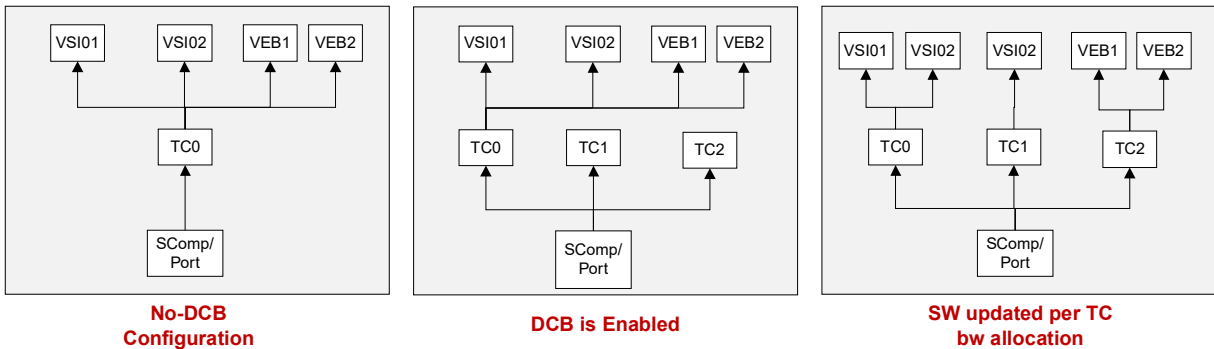 VSI01 VSI02 VEB1 VEB2
TC0
SComp/
Port
No-DCB
Configuration
VSI01 VSI02 VEB1 VEB2
TC0 TC1 TC2
SComp/
Port
DCB is Enabled
VSI01 VSI02 VSI02 VEB1 VEB2
TC0 TC1 TC2
SComp/
Port
SW updated per TC
bw allocation